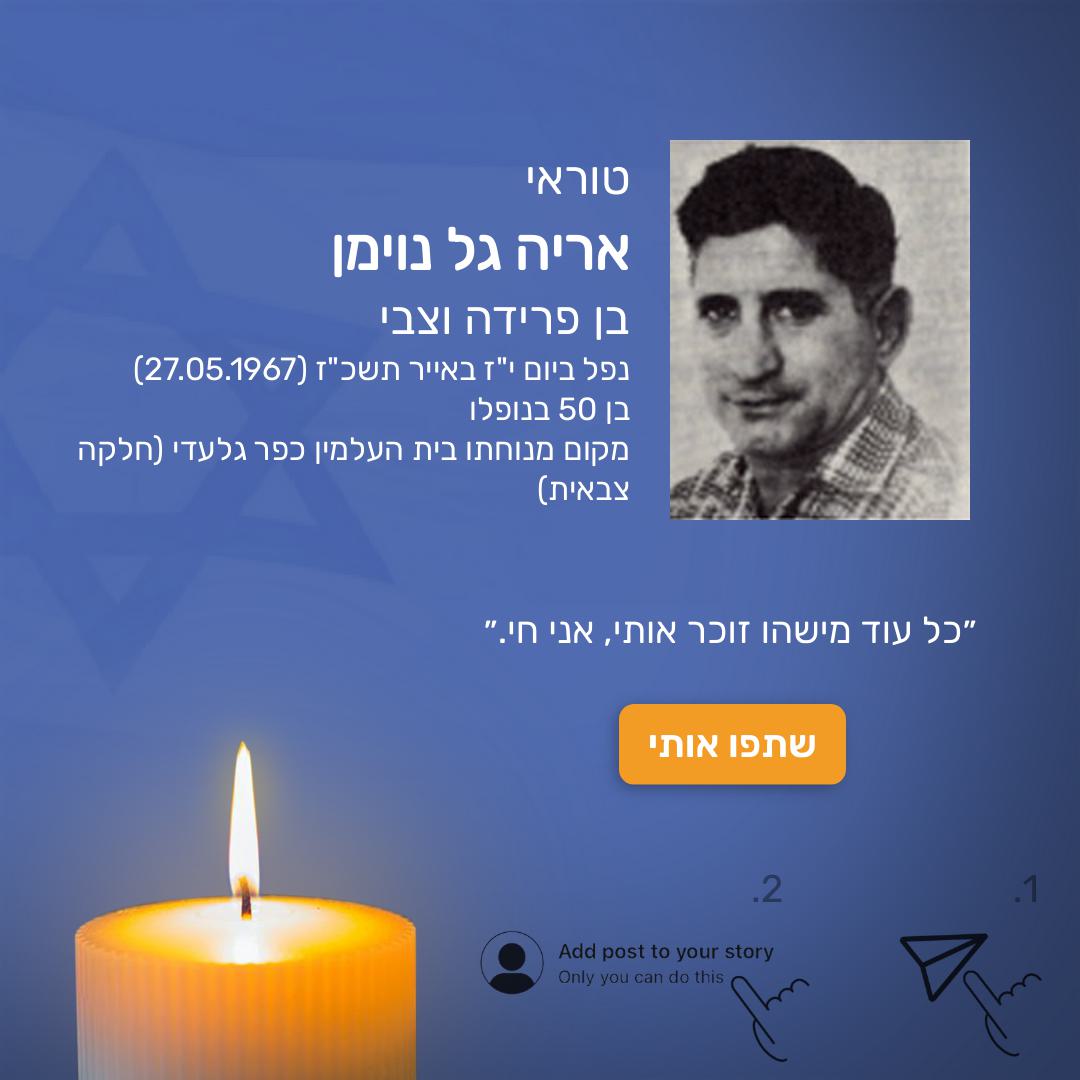 טוראי
אריה גל נוימן
בן פרידה וצבי
נפל ביום י"ז באייר תשכ"ז (27.05.1967)
בן 50 בנופלו
מקום מנוחתו בית העלמין כפר גלעדי (חלקה
צבאית)
״כל עוד מישהו זוכר אותי, אני חי.״
שתפו אותי
1.
2.
Add post to your story
Only you can do this